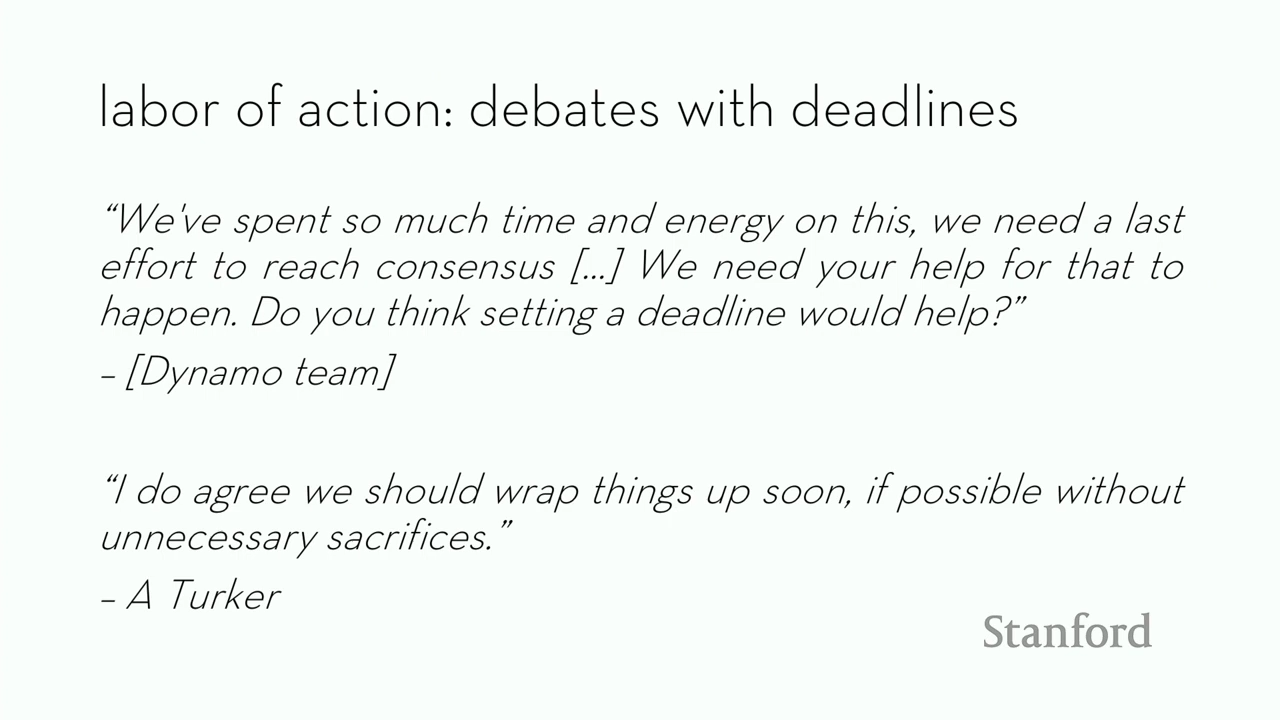 labor of action: debates with deadlines
“We've spent so much time and energy on this, we need a last
effort to reach consensus [...] We need your help for that to
happen. Do you think setting a deadline would help?”
– [Dynamo team]
“I do agree we should wrap things up soon, if possible without
unnecessary sacrifices.”
– A Turker
Stanford